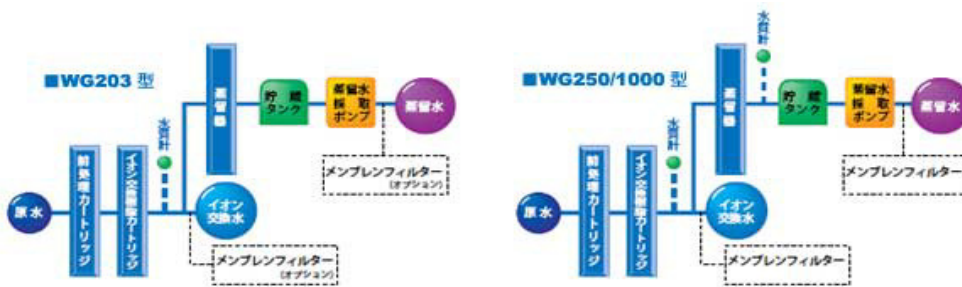 ■WG203 型
水質計
蒸留器
貯蔵
タンク
蒸留水
採取
ポンプ
蒸留水
メンブレンフィルター
(オプション)
水質計
原水
前処理カートリッジ
イオン交換樹脂カートリッジ
イオン
交換水
メンブレンフィルター
(オプション)
■WG250/1000 型
水質計
蒸留器
貯蔵
タンク
蒸留水
採取
ポンプ
蒸留水
メンブレンフィルター
水質計
原水
前処理カートリッジ
イオン交換樹脂カートリッジ
イオン
交換水
メンブレンフィルター